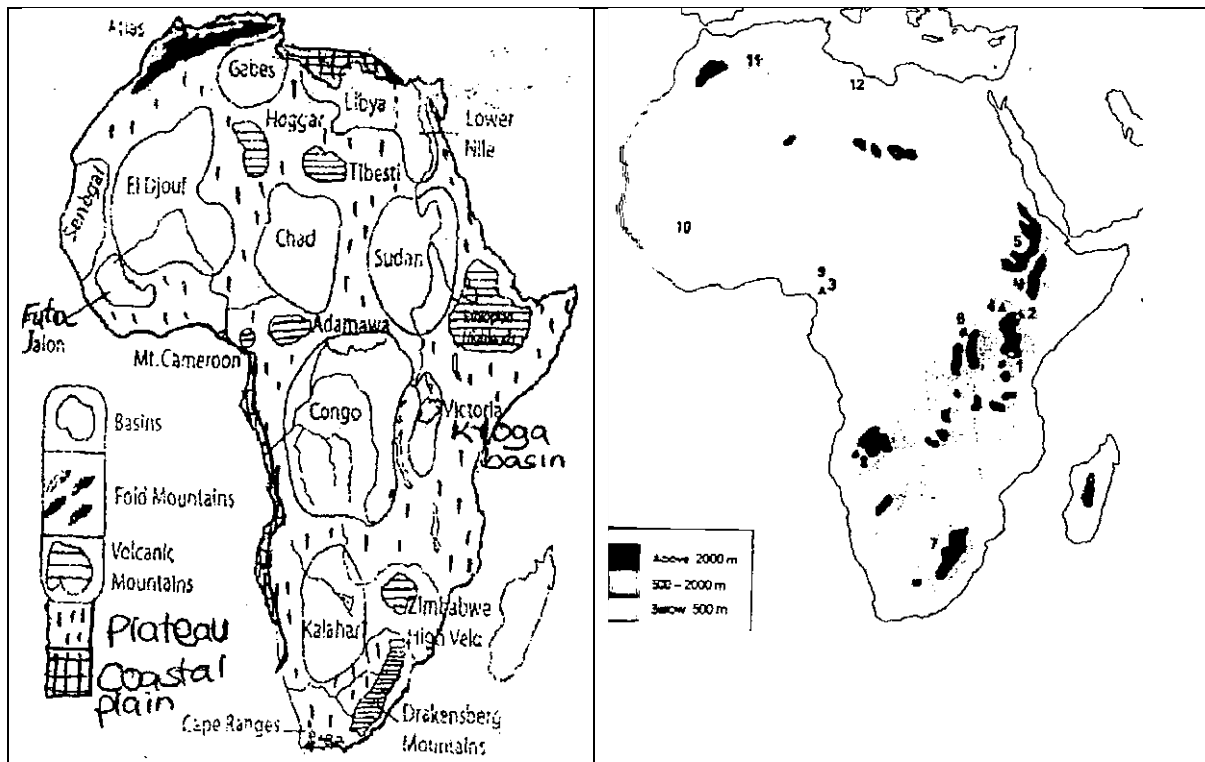 Atlas
Gabes
Libya
Hoggar
Lower
Nile
Tibesti
El Djouf
Senegal
Chad
Sudan
Futa
Jalon
Adamawa
Mt. Cameroon
Congo
Victoria
Kyoga
basin
Basins
Fold Mountains
Volcanic
Mountains
Plateau
Coastal
plain
Kalahari
Zimbabwe
High Veld
Cape Ranges
Drakensberg
Mountains
11
12
10
5
9
3
4
2
6
1
8
7
Above 2000 m
500 - 2000 m
Below 500 m